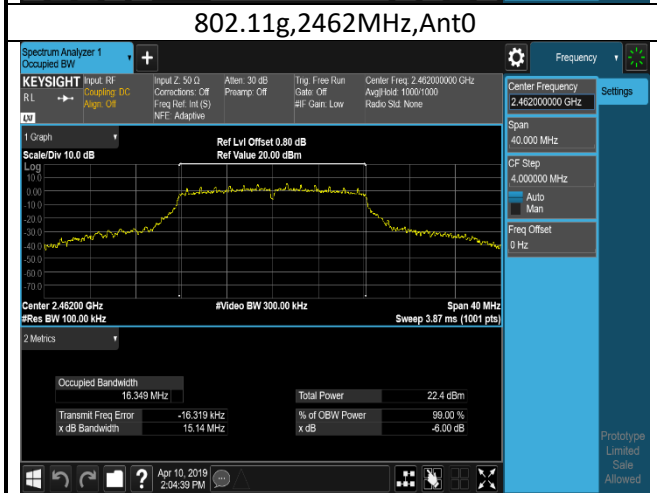 802.11g,2462MHz,Ant0
Spectrum Analyzer 1
Occupied BW
+
Frequency
KEYSIGHT
RL
LXI
Input: RF
Coupling: DC
Align: Off
Input Z: 50 Ω
Corrections: Off
Freq Ref: Int (S)
NFE: Adaptive
Atten: 30 dB
Preamp: Off
Trig: Free Run
Gate: Off
#IF Gain: Low
Center Freq: 2.462000000 GHz
Avg|Hold: 1000/1000
Radio Std: None
Center Frequency
2.462000000 GHz
Settings
Span
40.000 MHz
CF Step
4.000000 MHz
Auto
Man
Freq Offset
0 Hz
1 Graph
Scale/Div 10.0 dB
Ref Lvl Offset 0.80 dB
Ref Value 20.00 dBm
Log
10.0
0.00
-10.0
-20.0
-30.0
-40.0
-50.0
-60.0
-70.0
Center 2.46200 GHz
#Res BW 100.00 kHz
#Video BW 300.00 kHz
Span 40 MHz
Sweep 3.87 ms (1001 pts)
2 Metrics
Occupied Bandwidth
16.349 MHz
Total Power 22.4 dBm
Transmit Freq Error -16.319 kHz
% of OBW Power 99.00 %
x dB Bandwidth 15.14 MHz
x dB -6.00 dB
Prototype
Limited
Sale
Allowed
?
Apr 10, 2019
2:04:39 PM